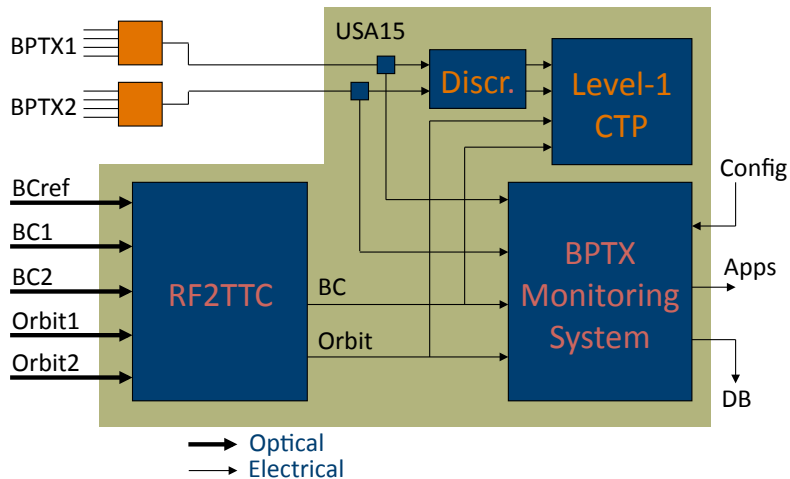 BPTX1
USA15
BPTX2
Discr.
Level-1
CTP
Config
BCref
BC1
BC2
Orbit1
Orbit2
RF2TTC
BC
Orbit
BPTX
Monitoring
System
Apps
DB
Optical
Electrical